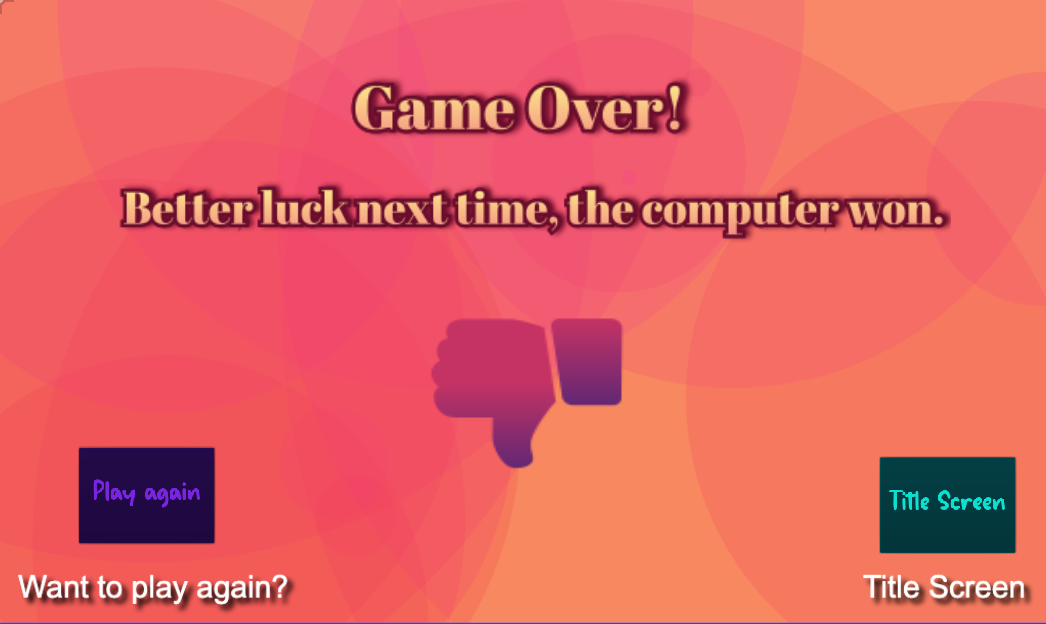 Game Over!
Better luck next time, the computer won.
Play again
Title Screen
Want to play again?
Title Screen